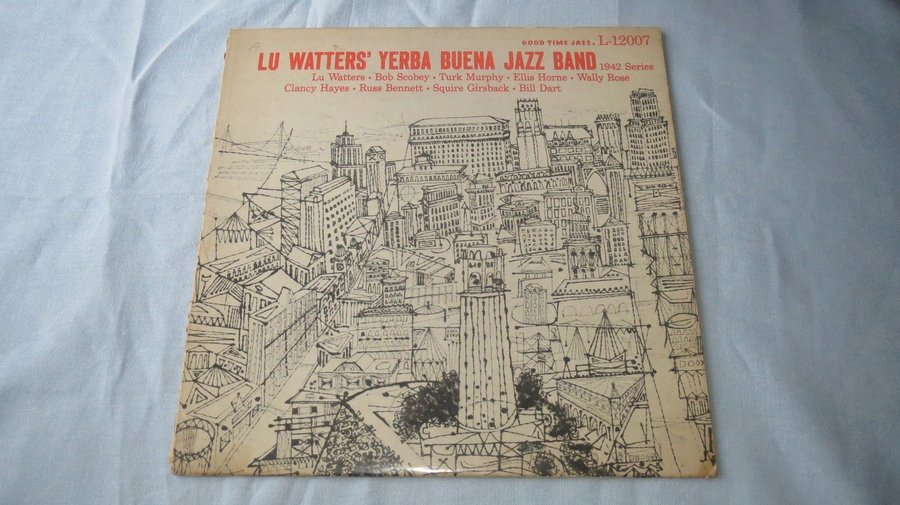 GOOD TIME JAZZ. L-12007
LU WATTERS' YERBA BUENA JAZZ BAND 1942 Series
Lu Watters • Bob Scobey • Turk Murphy • Ellis Horne • Wally Rose
Clancy Hayes • Russ Bennett • Squire Girsback • Bill Dart